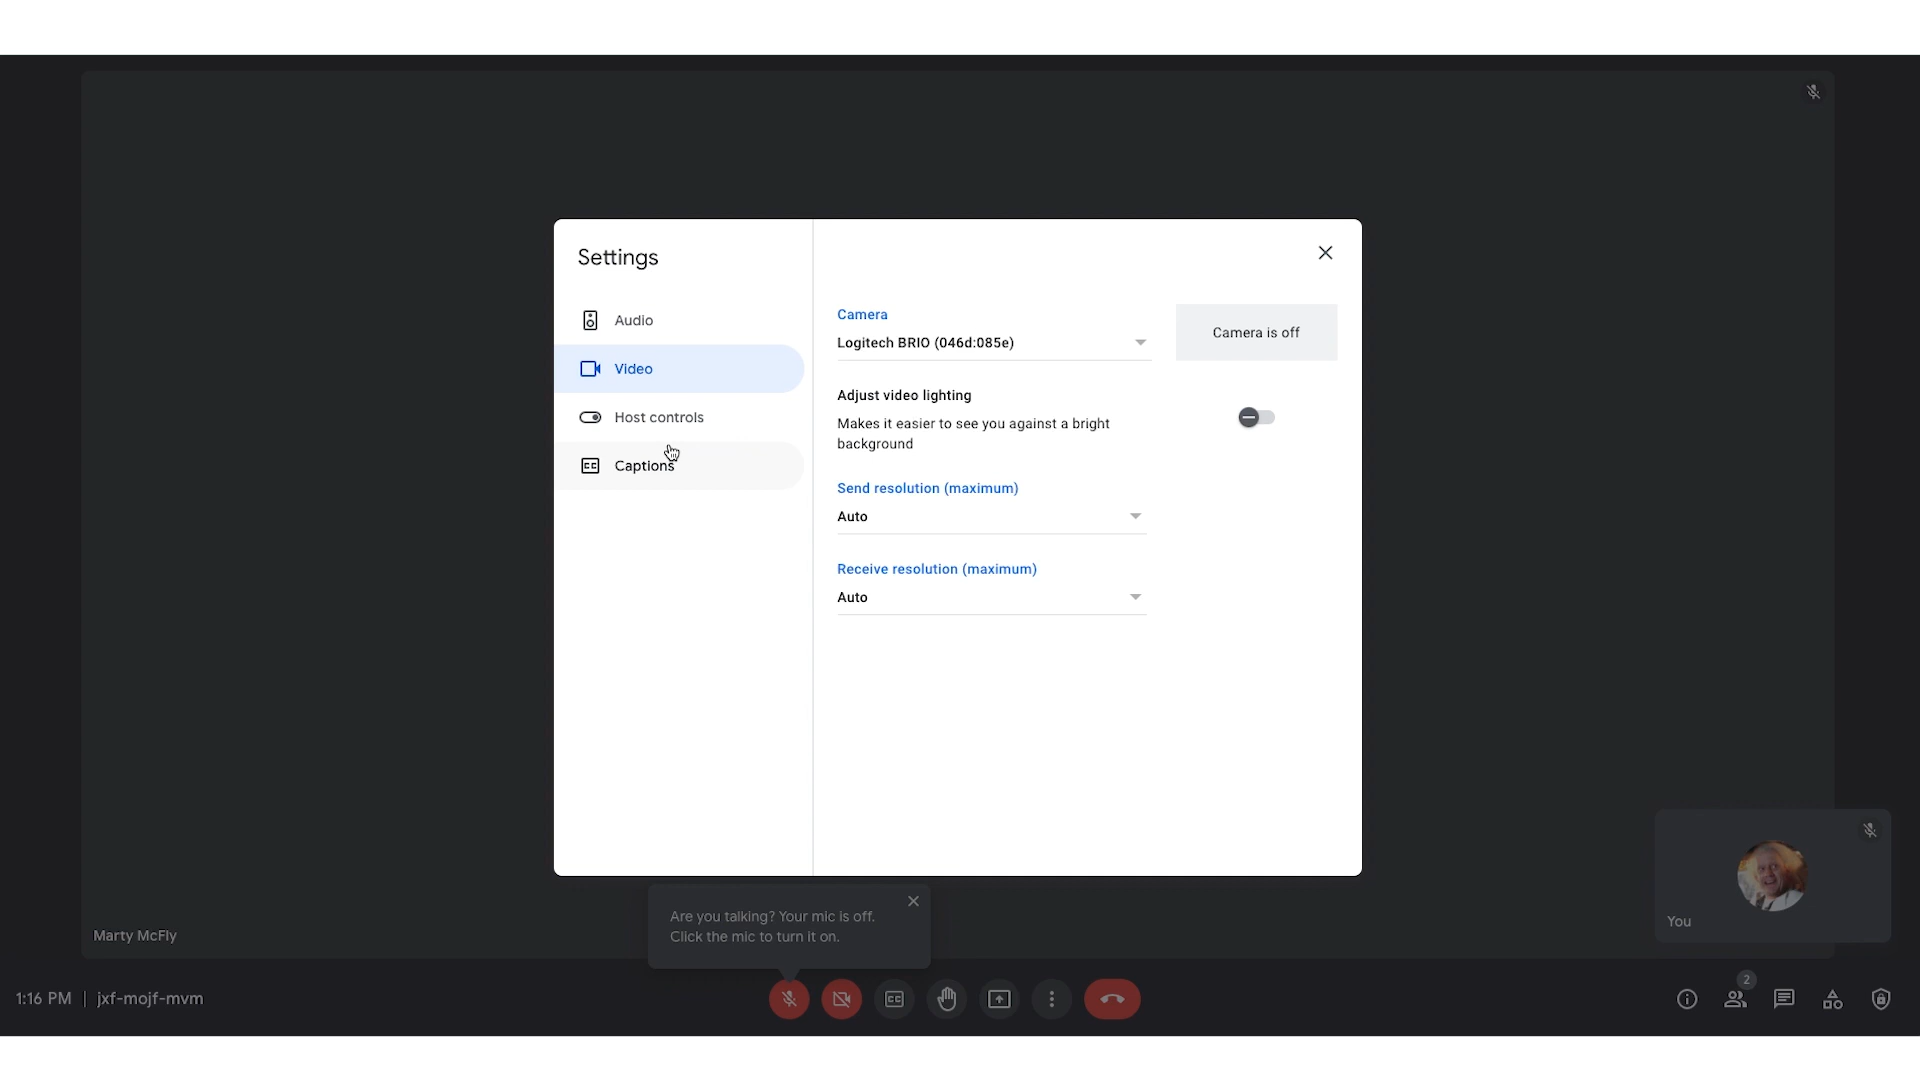 Settings
Audio
Video
Host controls
Captions
Camera
Logitech BRIO (046d:085e)
Camera is off
Adjust video lighting
Makes it easier to see you against a bright
background
Send resolution (maximum)
Auto
Receive resolution (maximum)
Auto
Are you talking? Your mic is off.
Click the mic to turn it on.
Marty McFly
You
1:16 PM | jxf-mojf-mvm
CC
2